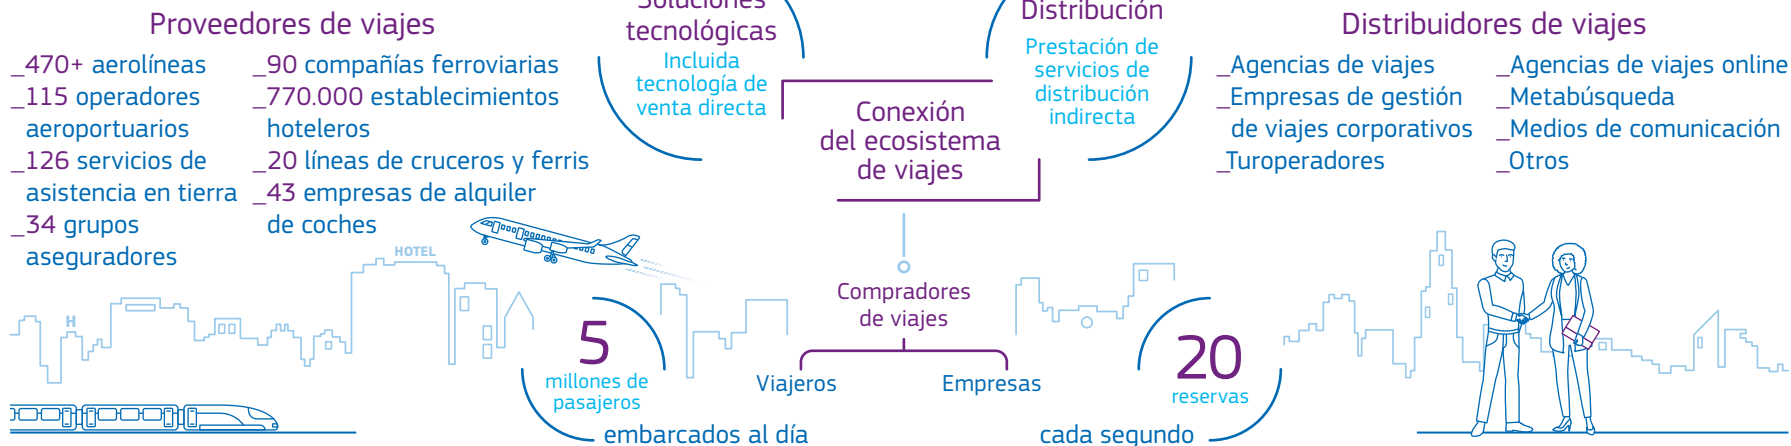 Proveedores de viajes
_470+ aerolíneas
_115 operadores
aeroportuarios
_126 servicios de
asistencia en tierra
_34 grupos
aseguradores
_90 compañías ferroviarias
_770.000 establecimientos
hoteleros
_20 líneas de cruceros y ferris
_43 empresas de alquiler
de coches
Soluciones
tecnológicas
Incluida
tecnología de
venta directa
Conexión
del ecosistema
de viajes
Distribución
Prestación de
servicios de
distribución
indirecta
Distribuidores de viajes
_Agencias de viajes
_Empresas de gestión
de viajes corporativos
_Turoperadores
_Agencias de viajes online
_Metabúsqueda
_Medios de comunicación
_Otros
HOTEL
H
Compradores
de viajes
Viajeros
Empresas
5
millones de
pasajeros
embarcados al día
20
reservas
cada segundo